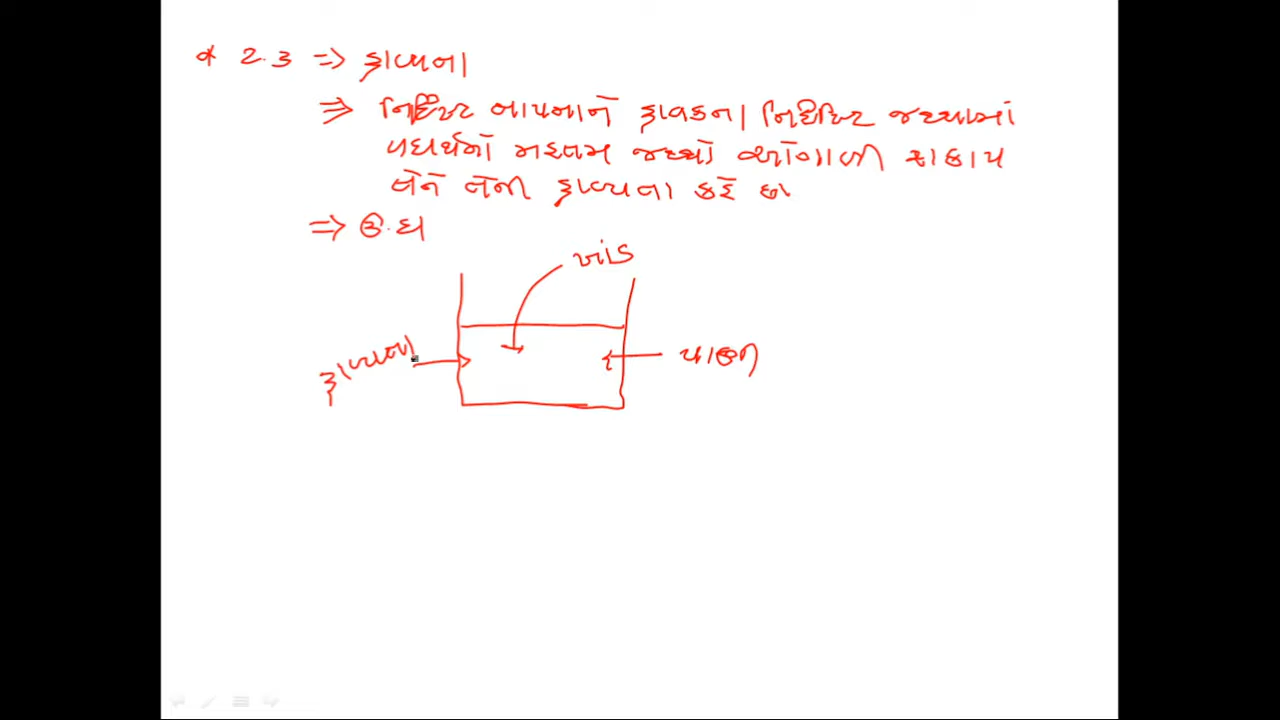 * 2.3 => દ્રાવ્યતા
=> નિર્દિષ્ટ તાપમાને દ્રાવકના નિર્દિષ્ટ જથ્થામાં
પદાર્થનો મહત્તમ જથ્થો ઓગાળી શકાય
તેને તેની દ્રાવ્યતા કહે છે
=> ઉ.દા
ખાંડ
દ્રાવ્યતા
પાણી